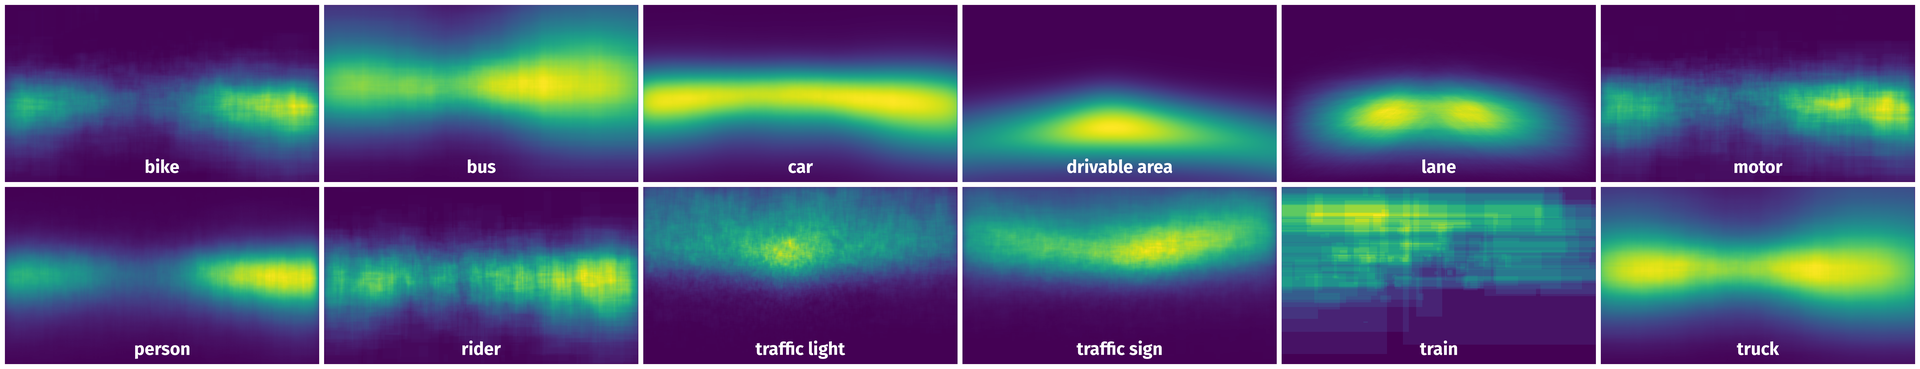 bike
bus
car
drivable area
lane
motor
person
rider
traffic light
traffic sign
train
truck